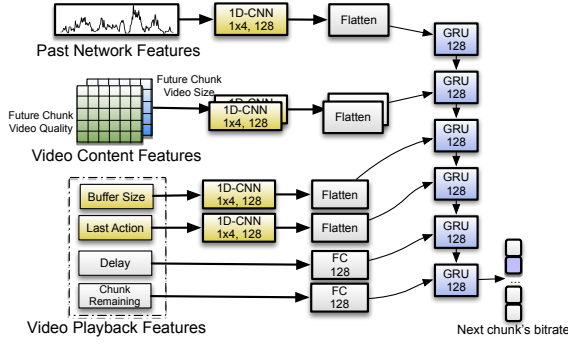 1D-CNN
1x4, 128
Flatten
Past Network Features
GRU
128
Future Chunk
Video Size
Future Chunk
Video Quality
1D-CNN
1D-CNN
1x4, 128
Flatten
GRU
128
Video Content Features
GRU
128
Buffer Size
1D-CNN
1x4, 128
Flatten
GRU
128
Last Action
1D-CNN
1x4, 128
Flatten
Delay
FC
128
GRU
128
Chunk
Remaining
FC
128
GRU
128
...
Video Playback Features
Next chunk's bitrate